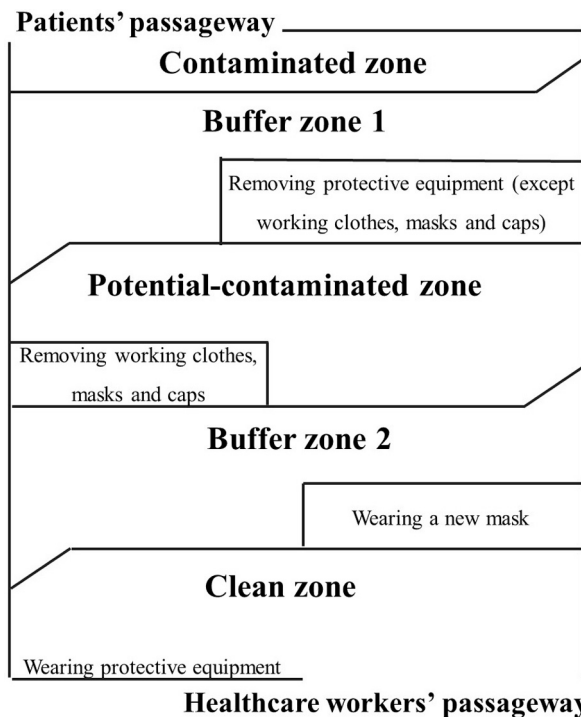 Patients' passageway
Contaminated zone
Buffer zone 1
Removing protective equipment (except
working clothes, masks and caps)
Potential-contaminated zone
Removing working clothes,
masks and caps
Buffer zone 2
Wearing a new mask
Clean zone
Wearing protective equipment
Healthcare workers' passageway